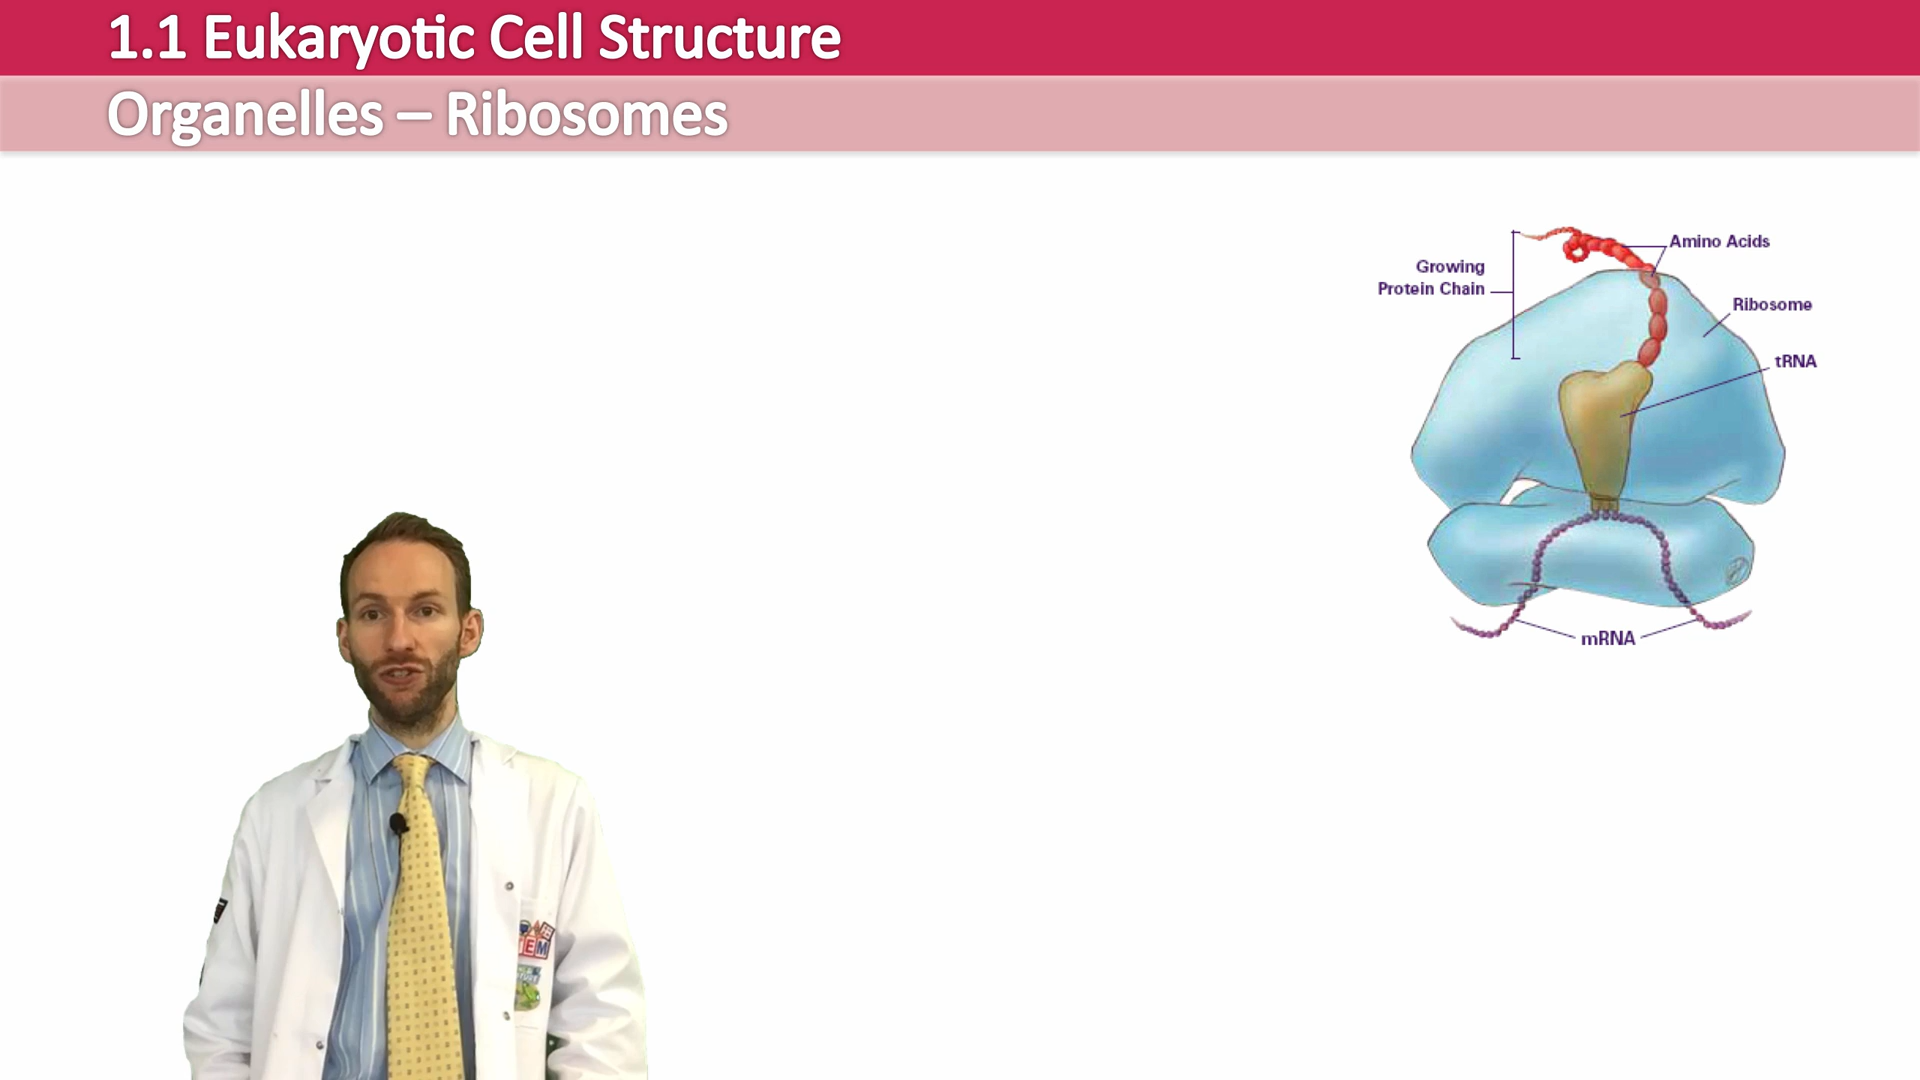 1.1 Eukaryotic Cell Structure
Organelles – Ribosomes
Amino Acids
Growing
Protein Chain
Ribosome
tRNA
mRNA